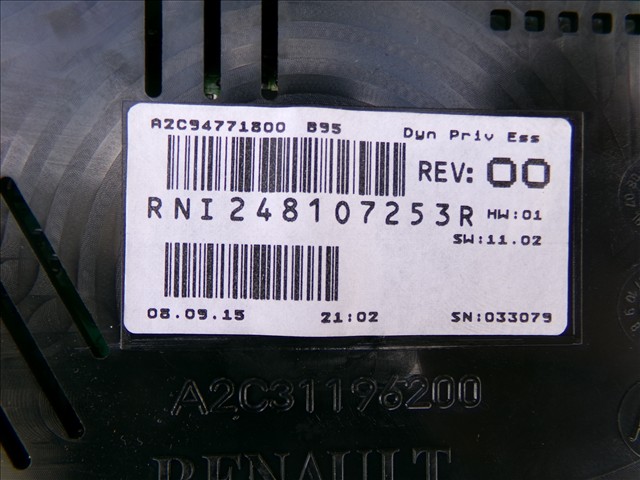 A2C94771800 B95 Dyn Priv Ess
REV: 00
RNI248107253R HW:01
SW:11.02
08.09.15 21:02 SN:033079
A2C31196200
RENAULT